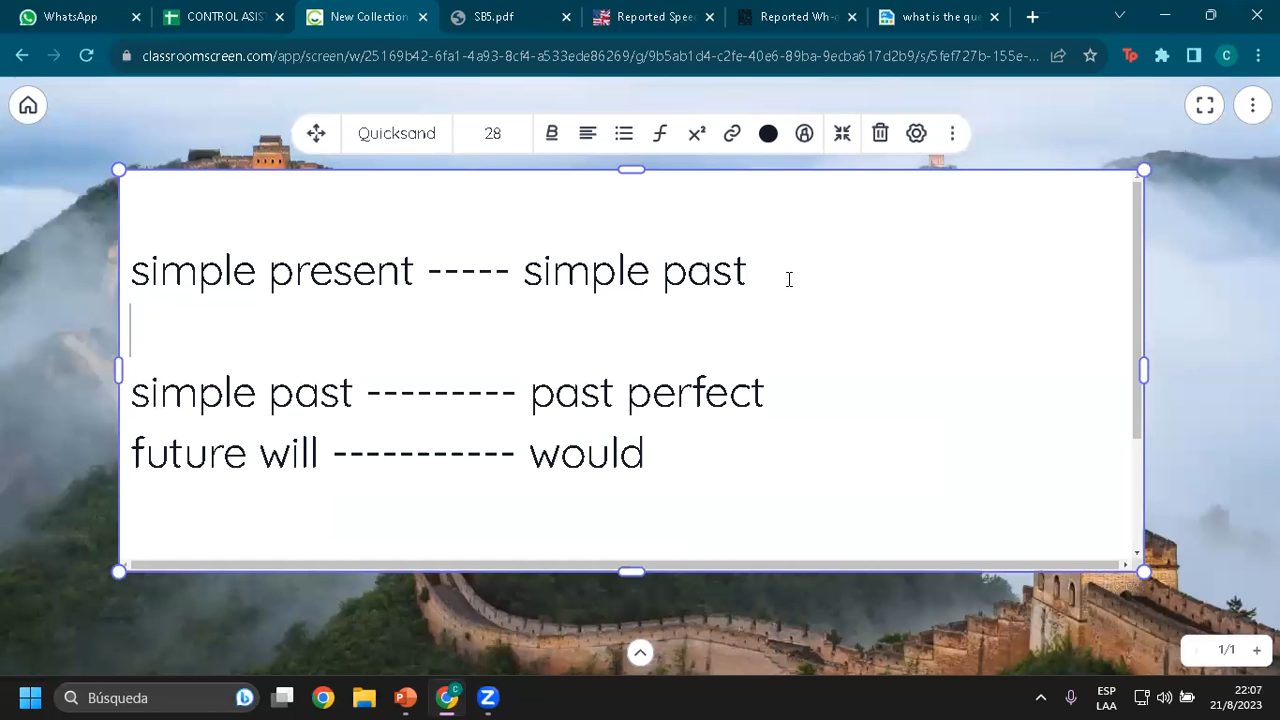 WhatsApp
"CONTROL ASIST
New Collection
SB5.pdf
Reported Spee
Reported Wh-q
what is the que
classroomscreen.com/app/screen/w/25169b42-6fa1-4a93-8cf4-a533ede86269/g/9b5ab1d4-c2fe-40e6-89ba-9ecba617d2b9/s/5fef727b-155e-...
C
Quicksand
28
simple present ----- simple past
simple past --------- past perfect
future will ----------- would
1/1
Búsqueda
ESP
LAA
22:07
21/8/2023